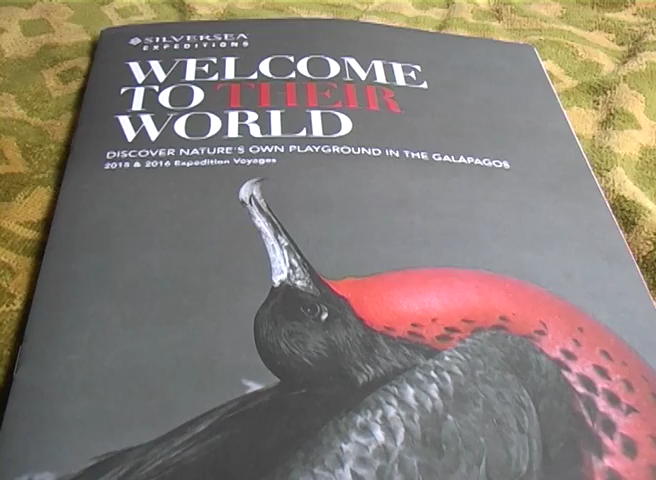 SILVERSEA
EXPEDITIONS
WELCOME
TO THEIR
WORLD
DISCOVER NATURE'S OWN PLAYGROUND IN THE GALÁPAGOS
2015 & 2016 Expedition Voyages